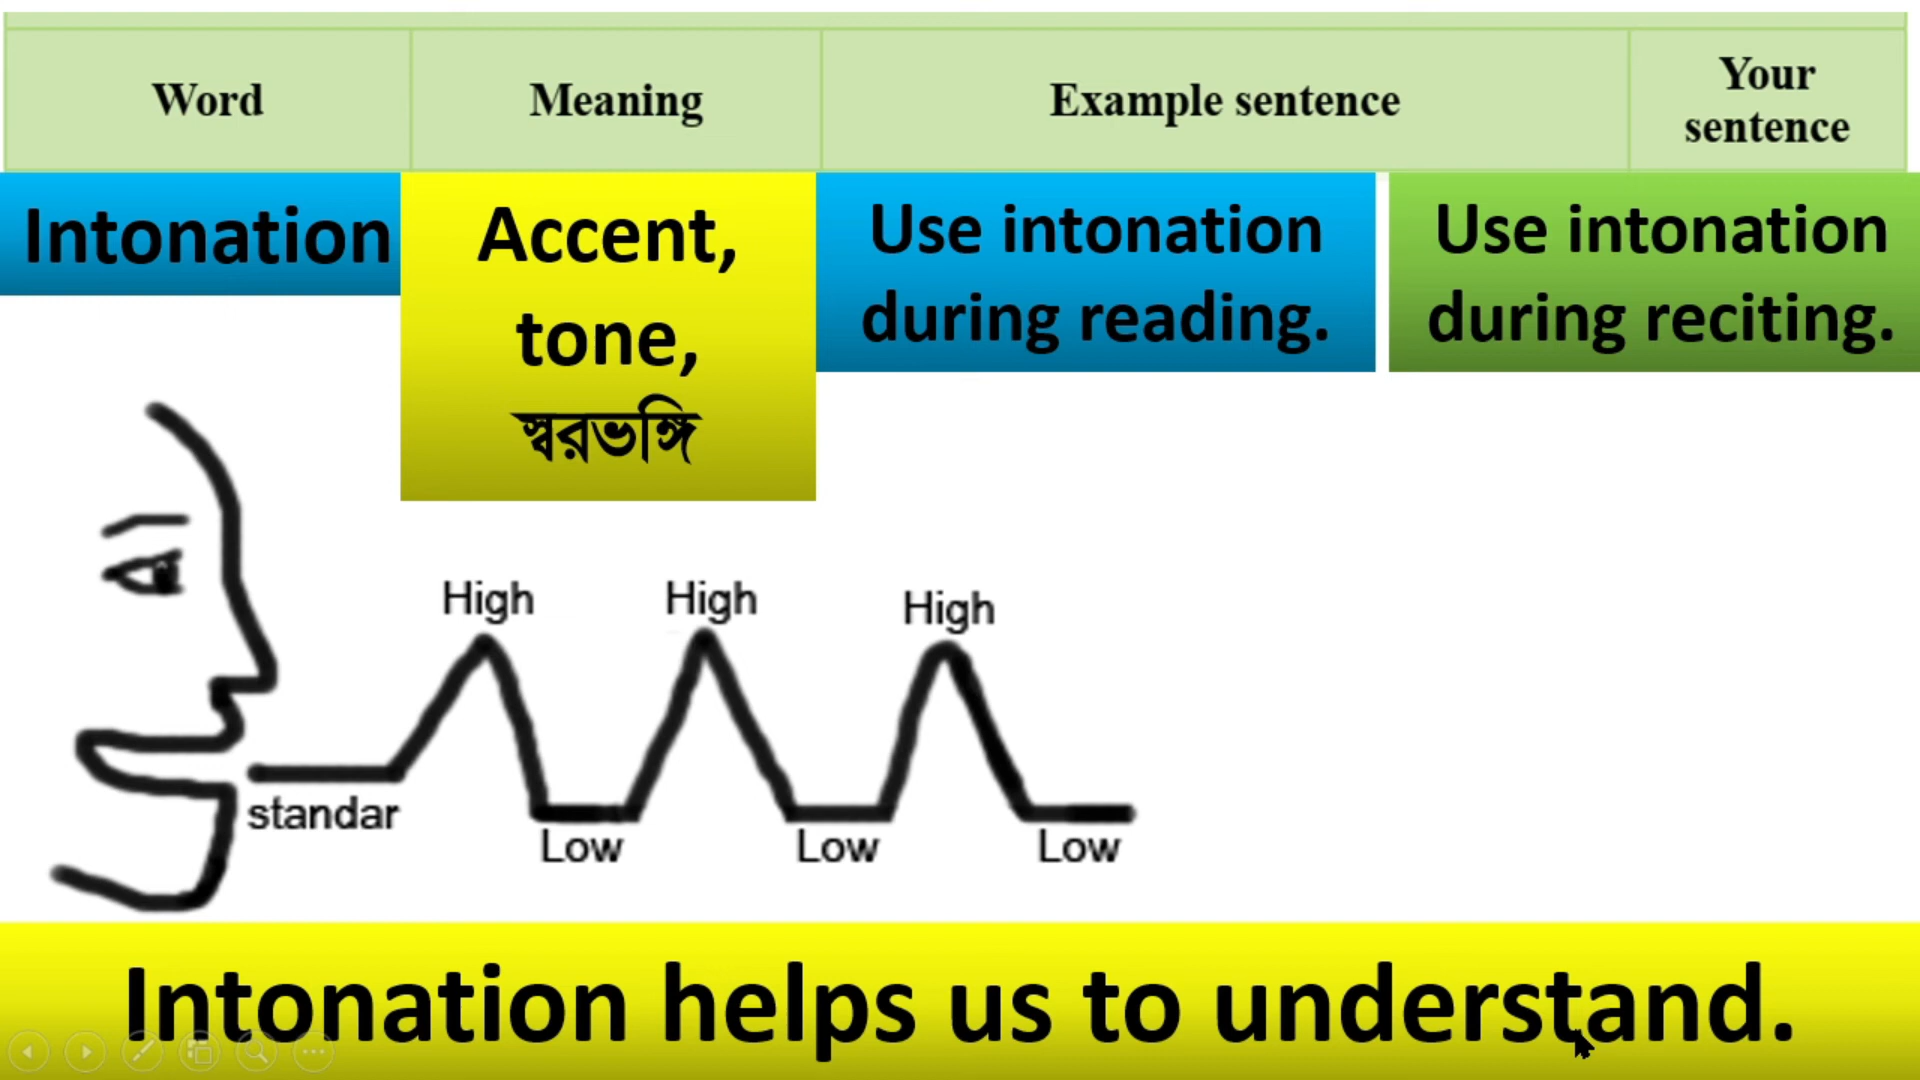 Word
Meaning
Example sentence
Your
sentence
Intonation
Accent,
tone,
স্বরভঙ্গি
Use intonation
during reading.
Use intonation
during reciting.
High
High
High
standar
Low
Low
Low
Intonation helps us to understand.